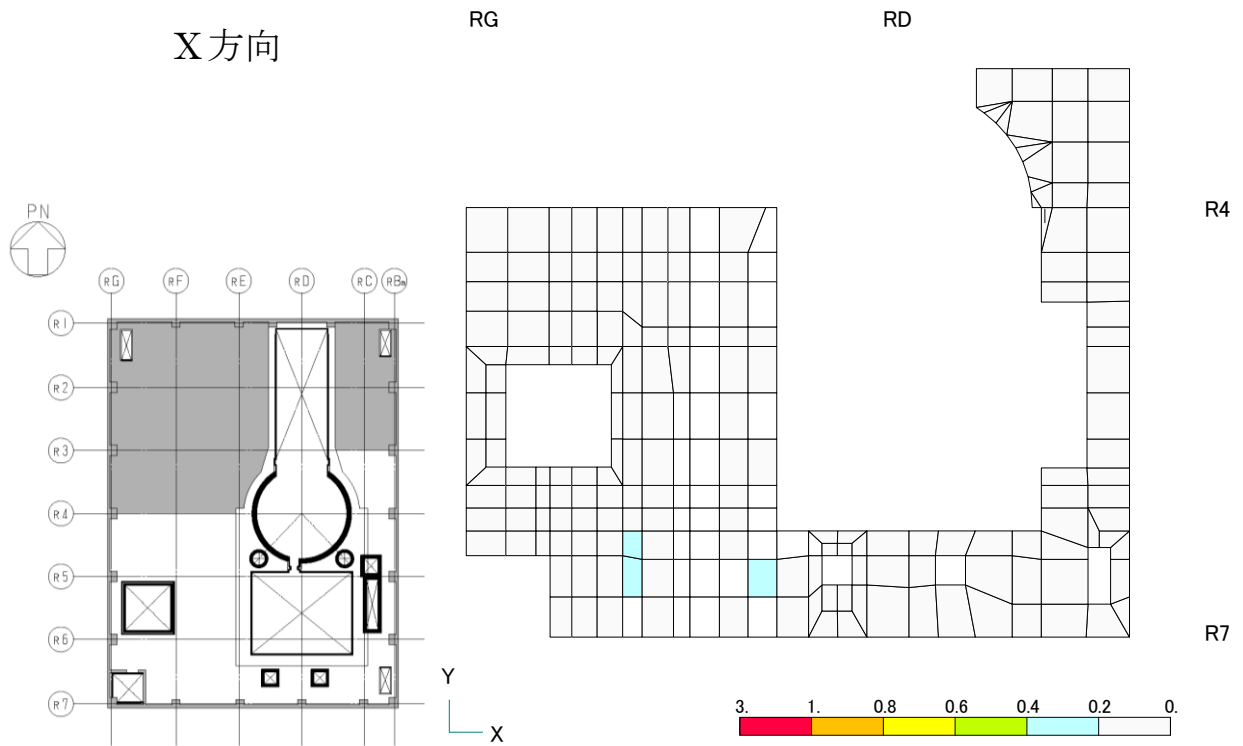 RG RD
X方向
R4
PN
RG RF RE RD RC RBa
R1
R2
R3
R4
R5
R6
R7
R7
Y
X
3. 1. 0.8 0.6 0.4 0.2 0.